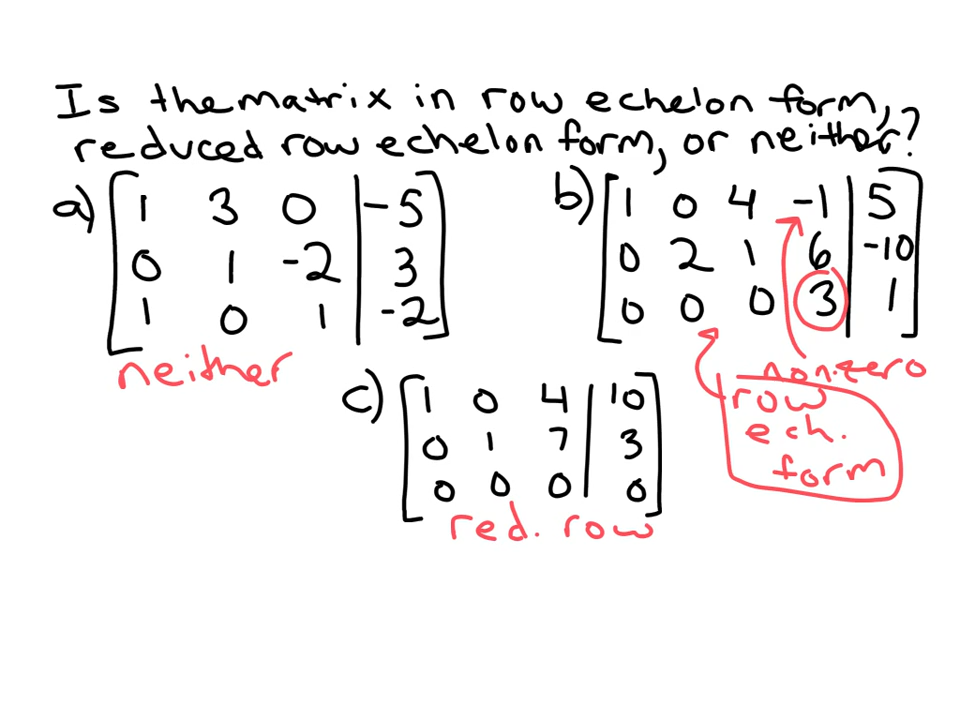 Is the matrix in row echelon form,
reduced row echelon form, or neither?
a) [ 1 3 0 | -5 ]
[ 0 1 -2 | 3 ]
[ 1 0 1 | -2 ]
neither
b) [ 1 0 4 -1 | 5 ]
[ 0 2 1 6 | -10 ]
[ 0 0 0 3 | 1 ]
non-zero
row
ech.
form
c) [ 1 0 4 | 10 ]
[ 0 1 7 | 3 ]
[ 0 0 0 | 0 ]
red. row